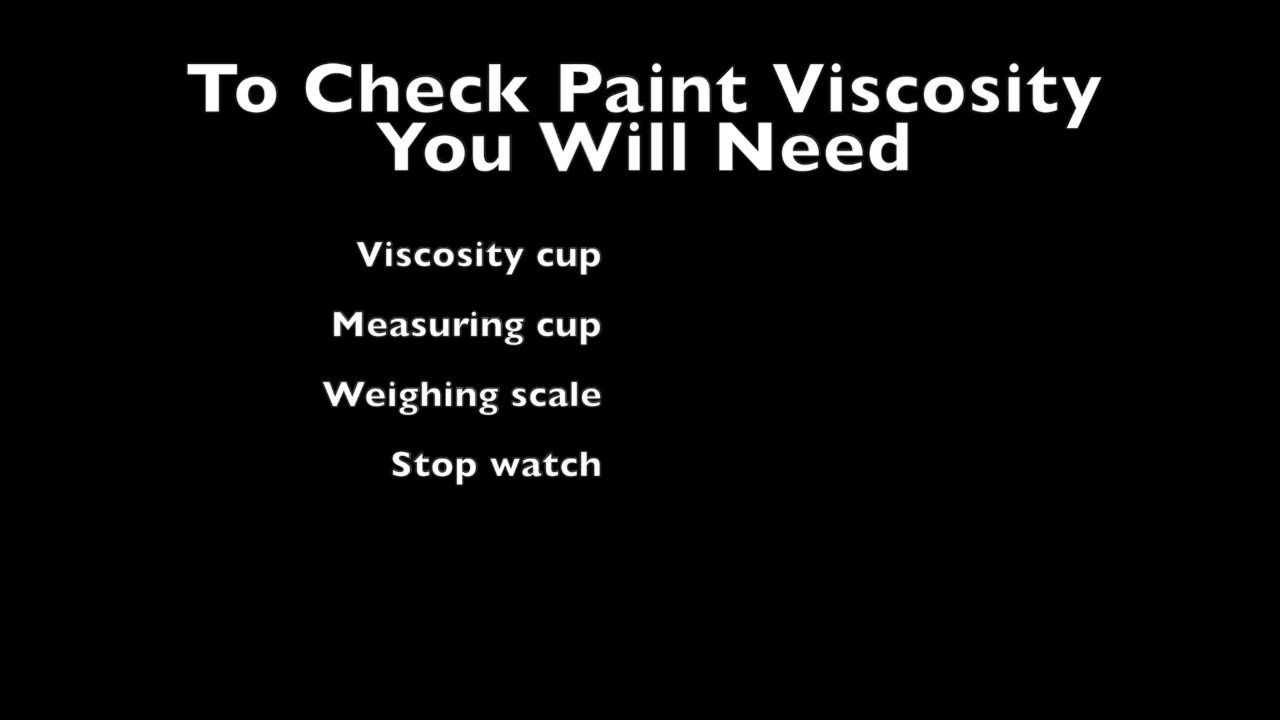 To Check Paint Viscosity
You Will Need
Viscosity cup
Measuring cup
Weighing scale
Stop watch